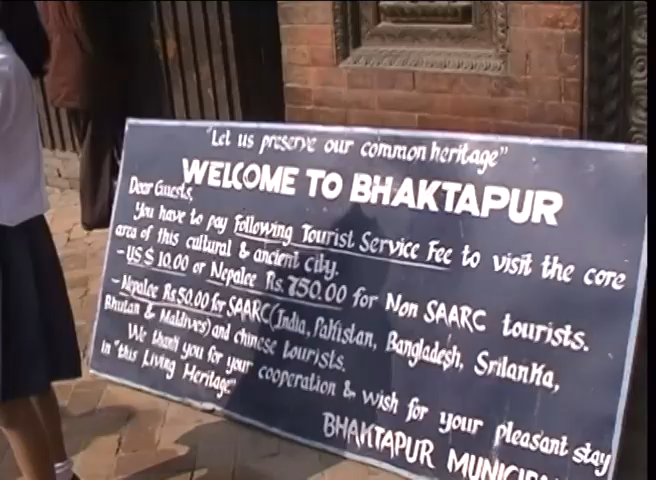 "Let us preserve our common heritage"
WELCOME TO BHAKTAPUR
Dear Guests,
You have to pay Following Tourist Service Fee to visit the core
area of this cultural & ancient city.
-US $ 10.00 or Nepalee Rs. 750.00 for Non SAARC tourists.
-Nepalee Rs 50.00 for SAARC (India, Pakistan, Bangladesh, Srilanka,
Bhutan & Maldives) and chinese tourists.
We thank you for your cooperation & wish for your pleasant stay
in "this Living Heritage"
BHAKTAPUR MUNICIPAL